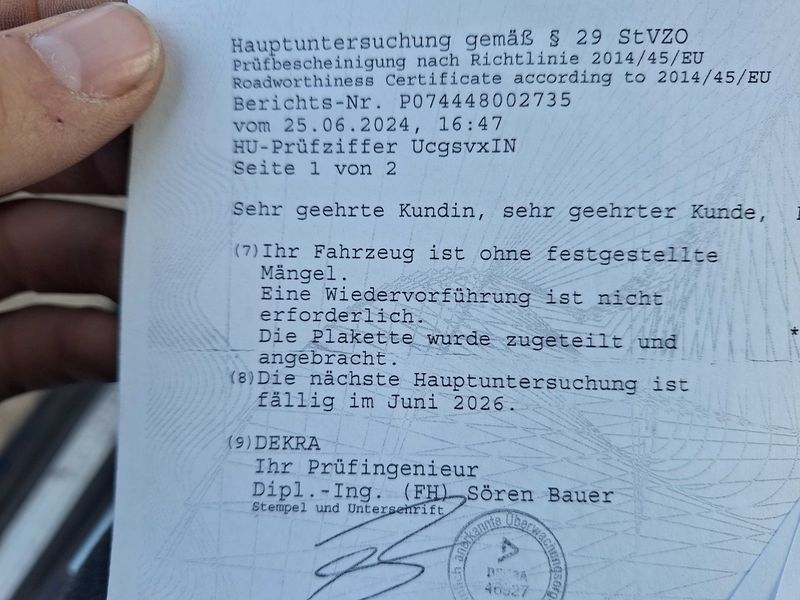 Hauptuntersuchung gemäß § 29 StVZO
Prüfbescheinigung nach Richtlinie 2014/45/EU
Roadworthiness Certificate according to 2014/45/EU
Berichts-Nr. P074448002735
vom 25.06.2024, 16:47
HU-Prüfziffer UcgsvxIN
Seite 1 von 2
Sehr geehrte Kundin, sehr geehrter Kunde,
(7)Ihr Fahrzeug ist ohne festgestellte
Mängel.
Eine Wiedervorführung ist nicht
erforderlich.
Die Plakette wurde zugeteilt und *
angebracht.
(8)Die nächste Hauptuntersuchung ist
fällig im Juni 2026.
(9)DEKRA
Ihr Prüfingenieur
Dipl.-Ing. (FH) Sören Bauer
Stempel und Unterschrift
anerkannte Überwachungsorg
DEKRA
46927